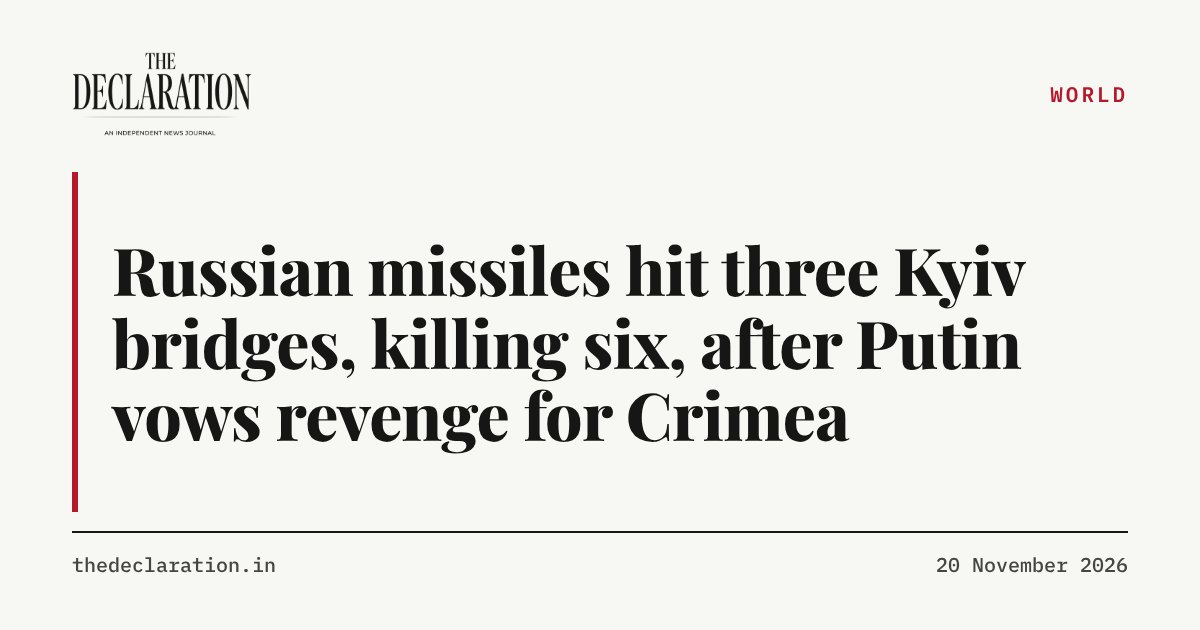 THE
DECLARATION
AN INDEPENDENT NEWS JOURNAL
WORLD
Russian missiles hit three Kyiv
bridges, killing six, after Putin
vows revenge for Crimea
thedeclaration.in
20 November 2026